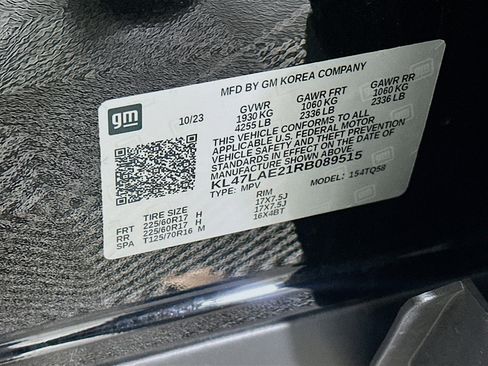 MFD BY GM KOREA COMPANY
gm
10/23 GVWR GAWR FRT GAWR RR
1930 KG 1060 KG 1060 KG
4255 LB 2336 LB 2336 LB
THIS VEHICLE CONFORMS TO ALL
APPLICABLE U.S. FEDERAL MOTOR
VEHICLE SAFETY AND THEFT PREVENTION
STANDARDS IN EFFECT ON THE DATE OF
MANUFACTURE SHOWN ABOVE.
KL47LAE21RB089515
TYPE: MPV MODEL: 154TQ58
TIRE SIZE RIM
FRT 225/60R17 H 17X7.5J
RR 225/60R17 H 17X7.5J
SPA T125/70R16 M 16X4BT